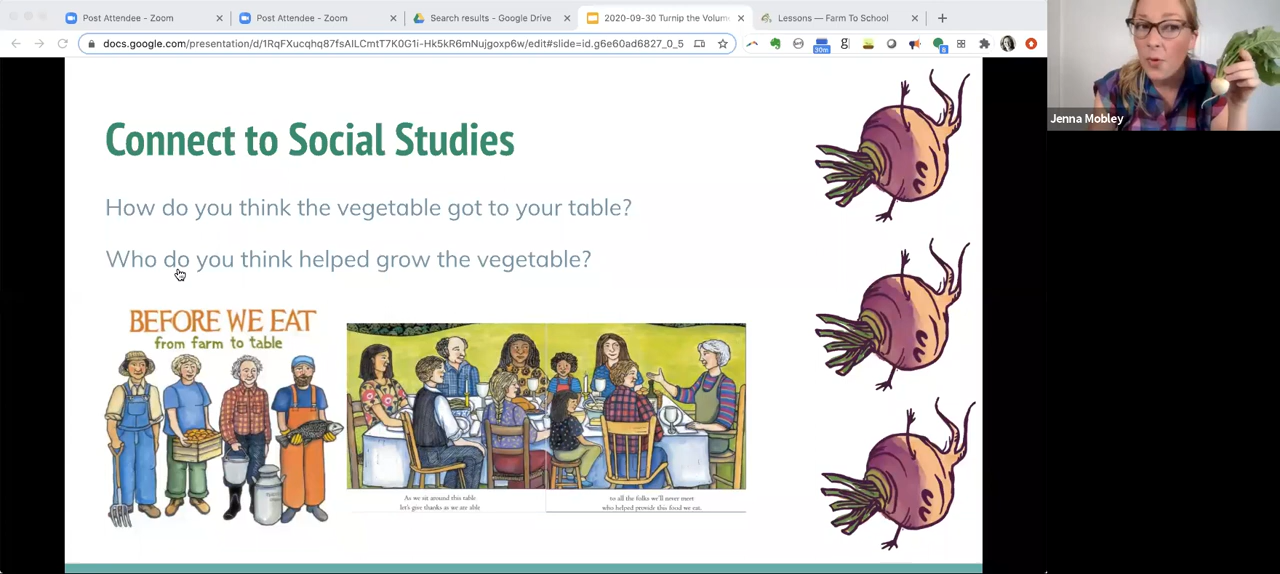 Post Attendee - Zoom
Post Attendee - Zoom
Search results - Google Drive
2020-09-30 Turnip the Volum
Lessons — Farm To School
docs.google.com/presentation/d/1RqFXucqhq87fsAILCmtT7K0G1i-Hk5kR6mNujgoxp6w/edit#slide=id.g6e60ad6827_0_5
30m
8
Jenna Mobley
Connect to Social Studies
How do you think the vegetable got to your table?
Who do you think helped grow the vegetable?
BEFORE WE EAT
from farm to table
As we sit around this table
let's give thanks as we are able
to all the folks we'll never meet
who helped provide this food we eat.